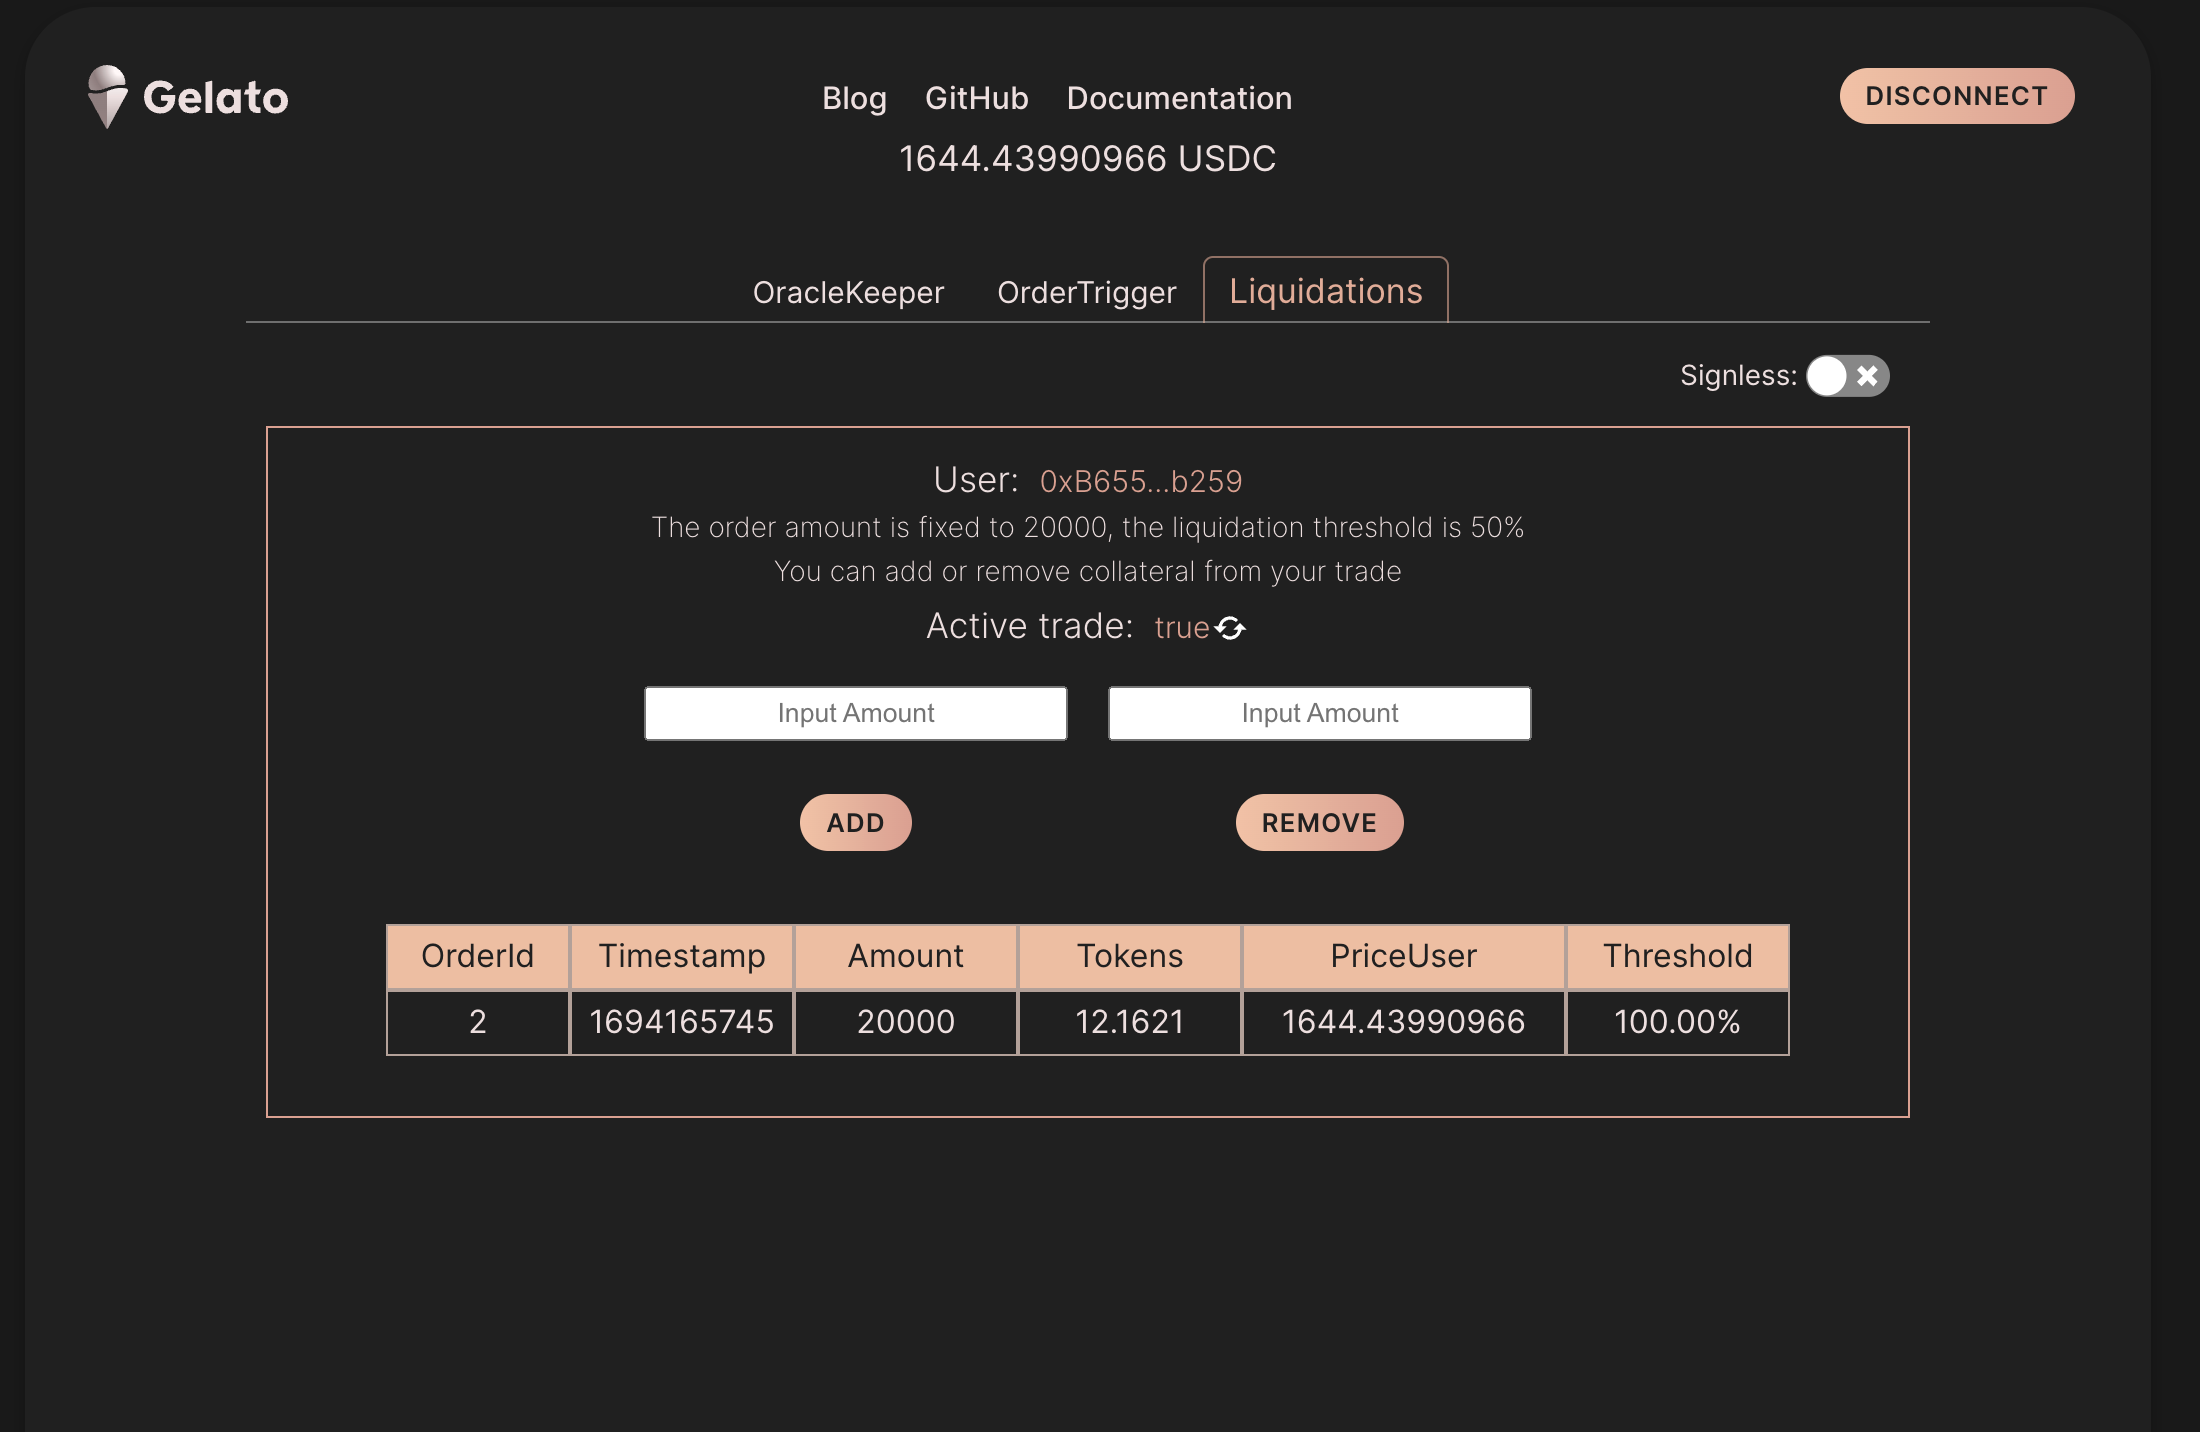 Gelato
Blog GitHub Documentation
DISCONNECT
1644.43990966 USDC
OracleKeeper OrderTrigger Liquidations
Signless:
User: 0xB655...b259
The order amount is fixed to 20000, the liquidation threshold is 50%
You can add or remove collateral from your trade
Active trade: true
Input Amount Input Amount
ADD REMOVE
OrderId Timestamp Amount Tokens PriceUser Threshold
2 1694165745 20000 12.1621 1644.43990966 100.00%